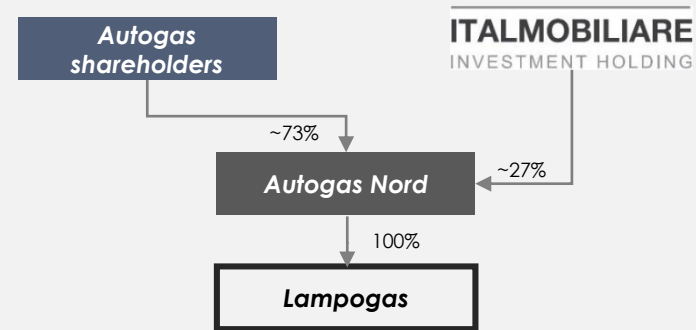 Autogas
shareholders
ITALMOBILIARE
INVESTMENT HOLDING
~73%
~27%
Autogas Nord
100%
Lampogas